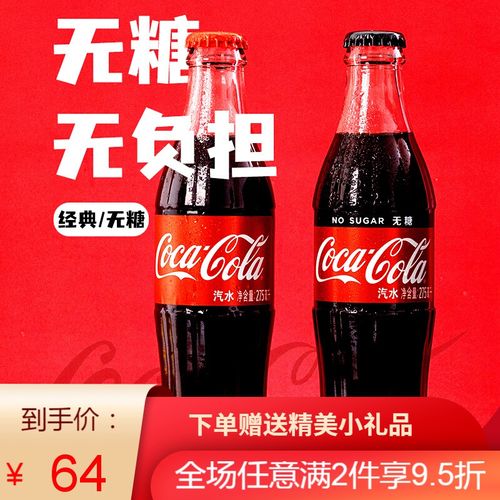 无糖
无负担
经典/无糖
Coca-Cola
汽水 净含量:275毫升
NO SUGAR 无糖
Coca-Cola
汽水 净含量:275毫升
到手价：
¥ 64
下单赠送精美小礼品
全场任意满2件享9.5折